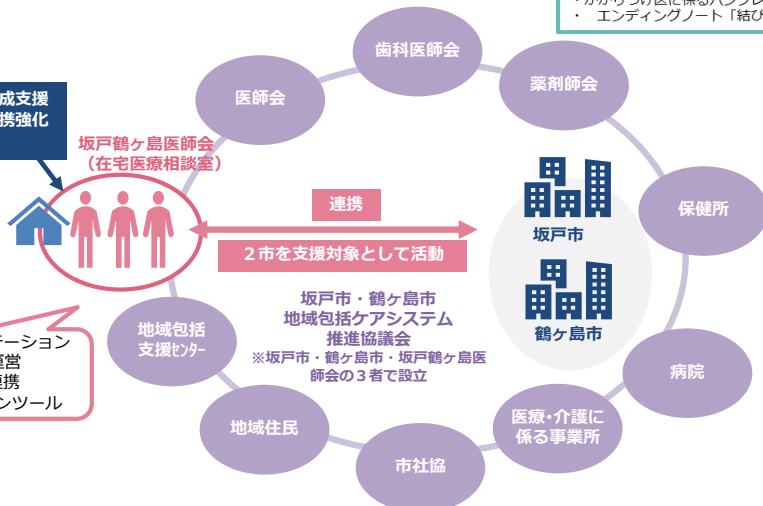 ・ エンディングノート「結び
歯科医師会
医師会
薬剤師会
成支援
携強化
坂戸鶴ヶ島医師会
（在宅医療相談室）
連携
２市を支援対象として活動
坂戸市
保健所
鶴ヶ島市
坂戸市・鶴ヶ島市
地域包括ケアシステム
推進協議会
※坂戸市・鶴ヶ島市・坂戸鶴ヶ島医
師会の３者で設立
地域包括
支援ｾﾝﾀｰ
テーション
運営
連携
ンツール
病院
地域住民
医療・介護に
係る事業所
市社協